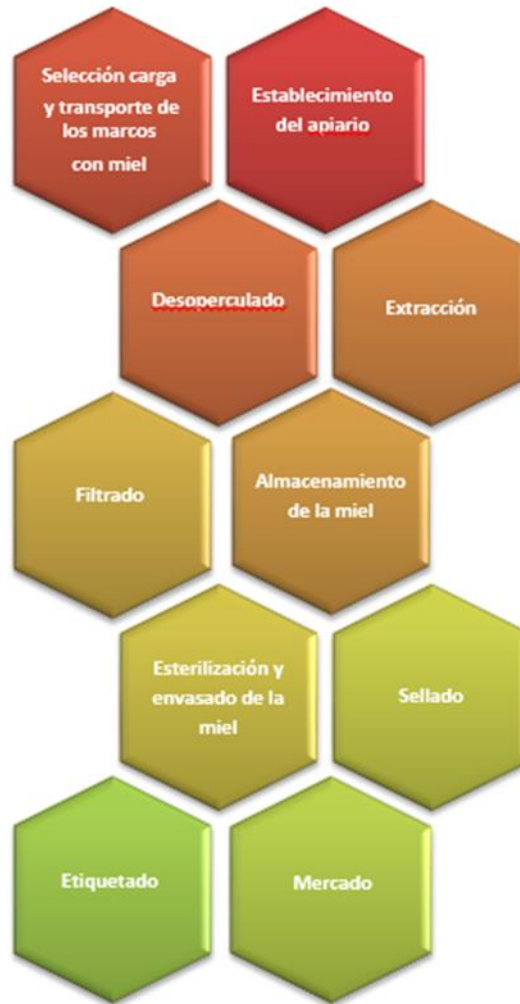 Selección carga
y transporte de
los marcos
con miel
Establecimiento
del apiario
Desoperculado
Extracción
Filtrado
Almacenamiento
de la miel
Esterilización y
envasado de la
miel
Sellado
Etiquetado
Mercado